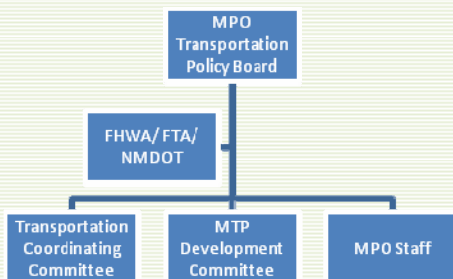 MPO
Transportation
Policy Board
FHWA/FTA/
NMDOT
Transportation
Coordinating
Committee
MTP
Development
Committee
MPO Staff